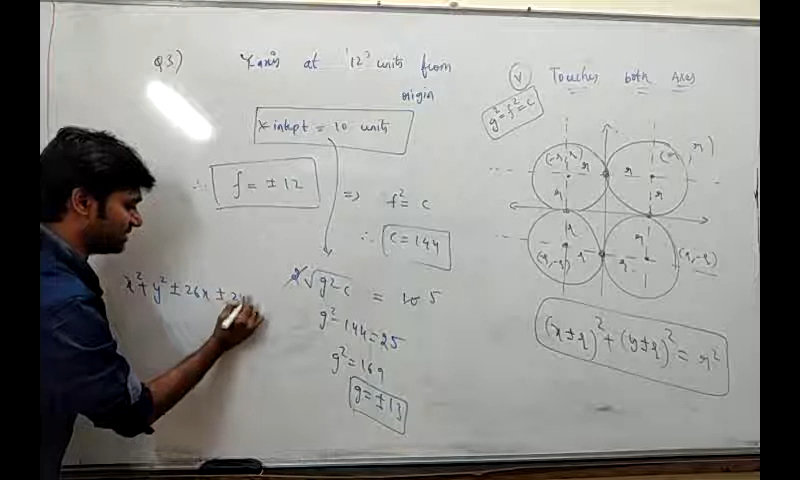 Q3) Y axis at '12' units from
origin
X-intept = 10 units
∴ f = ±12 => f² = c
∴ c = 144
2√g²-c = 10 5
g² - 144 = 25
g² = 169
g = ±13
x² + y² ± 26x ± 2
(V) Touches both axes
g² = f² = c
(-r, r) r r (r, r)
r r
r r
(-r, -r) r r (r, -r)
(x ± r)² + (y ± r)² = r²